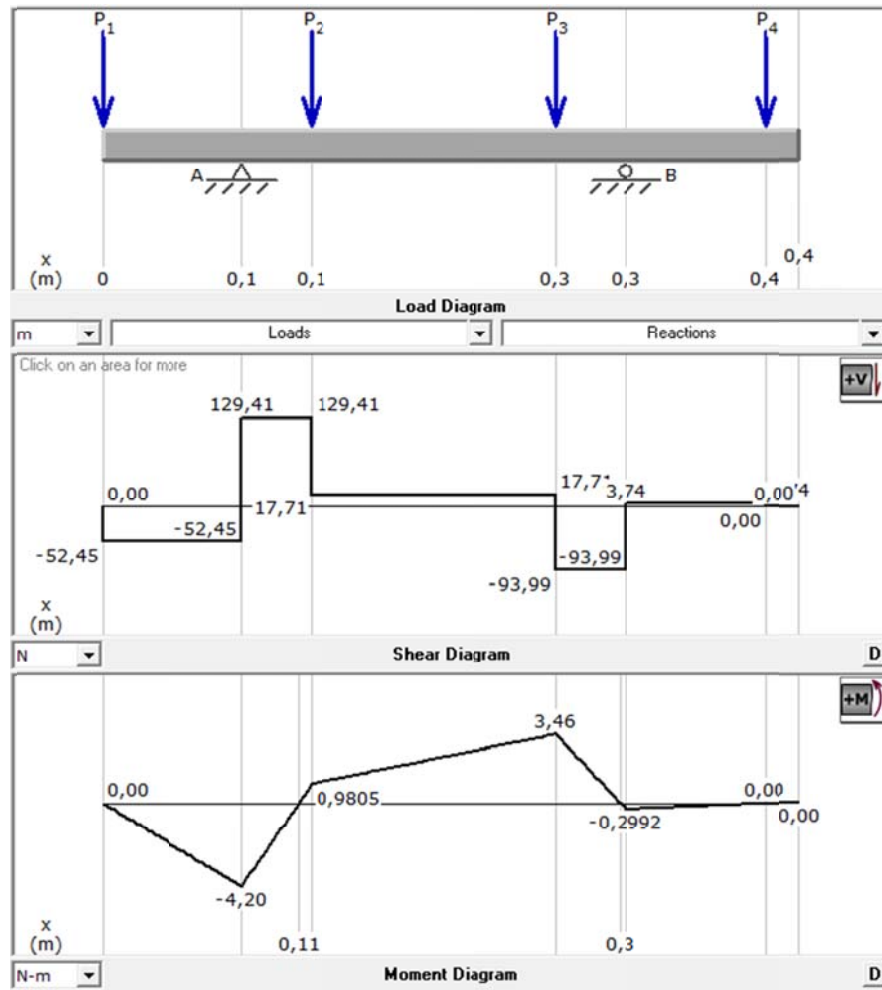 P1 P2 P3 P4
A B
0,4
x
(m) 0 0,1 0,1 0,3 0,3 0,4
Load Diagram
m Loads Reactions
Click on an area for more
+V
129,41 129,41
0,00 17,71 3,74 0,00 '4
-52,45 17,71 0,00
-52,45 -93,99 -93,99
x
(m)
N Shear Diagram D
+M
3,46
0,00 0,9805 0,00
-0,2992 0,00
-4,20
x
(m) 0,11 0,3
N-m Moment Diagram D